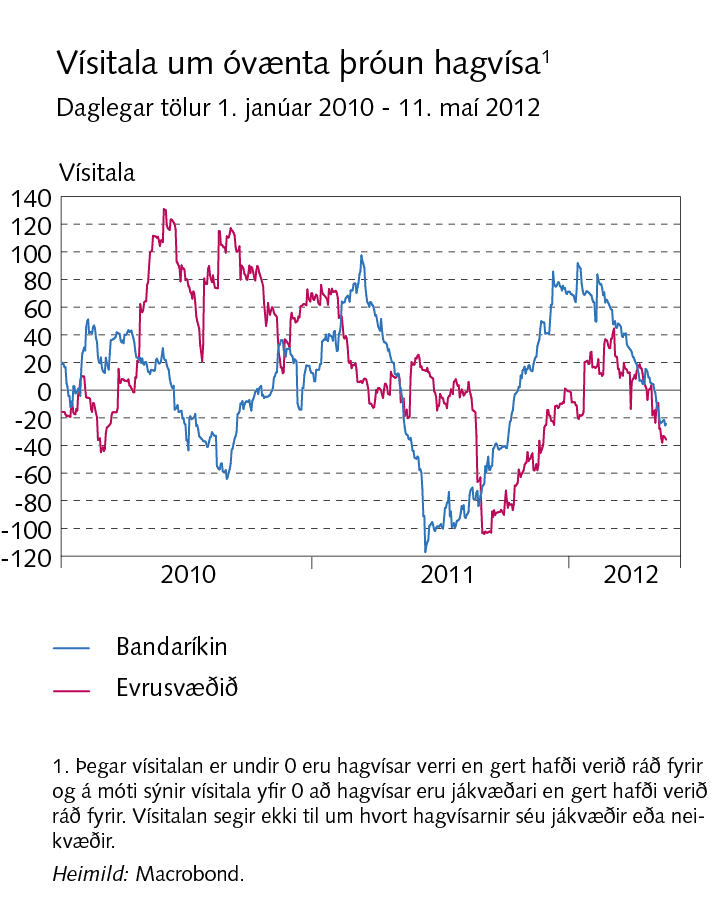 Vísitala um óvænta þróun hagvísa¹
Daglegar tölur 1. janúar 2010 - 11. maí 2012
Vísitala
140
120
100
80
60
40
20
0
-20
-40
-60
-80
-100
-120
2010 2011 2012
Bandaríkin
Evrusvæðið
1. Þegar vísitalan er undir 0 eru hagvísar verri en gert hafði verið ráð fyrir
og á móti sýnir vísitala yfir 0 að hagvísar eru jákvæðari en gert hafði verið
ráð fyrir. Vísitalan segir ekki til um hvort hagvísarnir séu jákvæðir eða nei-
kvæðir.
Heimild: Macrobond.